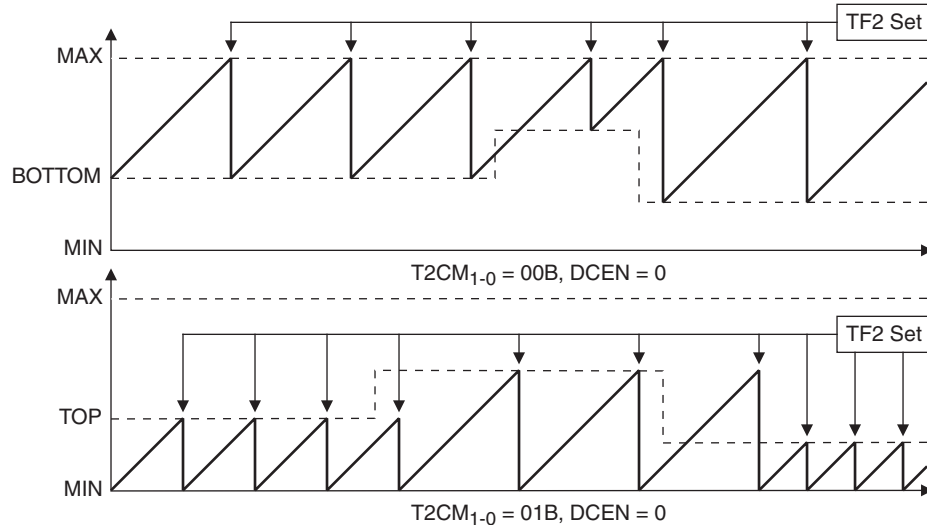 TF2 Set
MAX
BOTTOM
MIN
T2CM1-0 = 00B, DCEN = 0
MAX
TF2 Set
TOP
MIN
T2CM1-0 = 01B, DCEN = 0